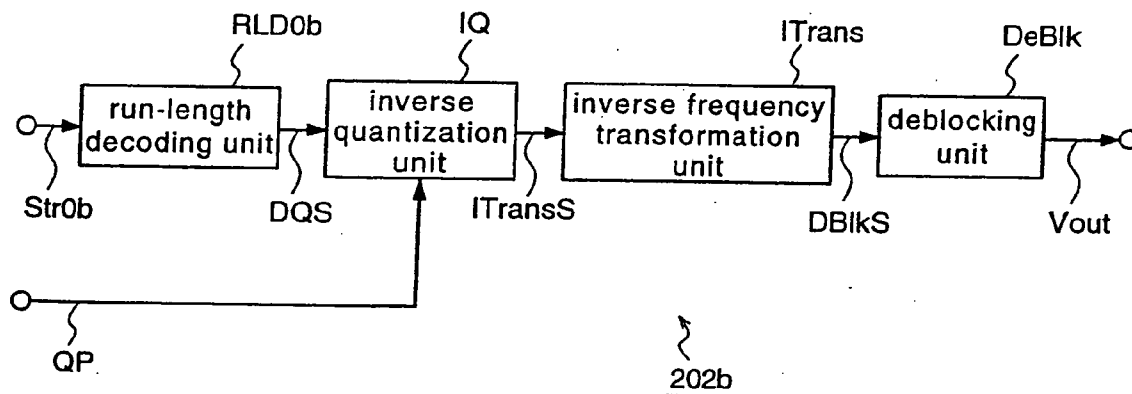 RLD0b
IQ
ITrans
DeBlk
run-length
decoding unit
inverse
quantization
unit
inverse frequency
transformation
unit
deblocking
unit
Str0b
DQS
ITransS
DBlkS
Vout
QP
202b